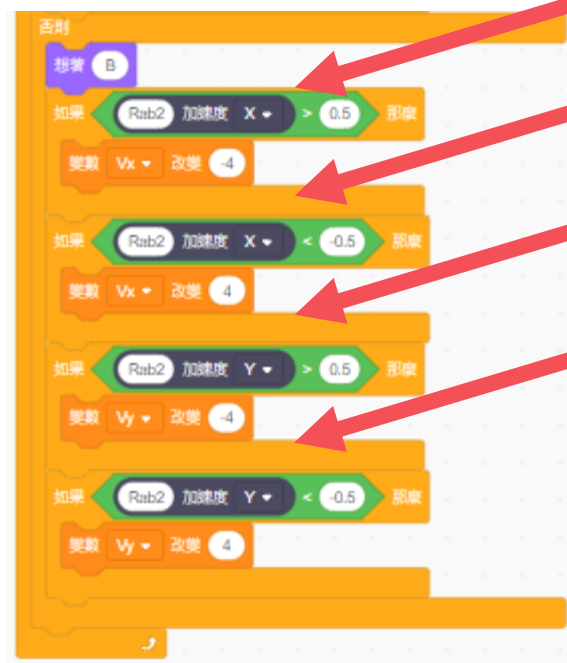 否則
想著 B
如果 Rab2 加速度 X > 0.5 那麼
變數 Vx 改變 -4
如果 Rab2 加速度 X < -0.5 那麼
變數 Vx 改變 4
如果 Rab2 加速度 Y > 0.5 那麼
變數 Vy 改變 -4
如果 Rab2 加速度 Y < -0.5 那麼
變數 Vy 改變 4